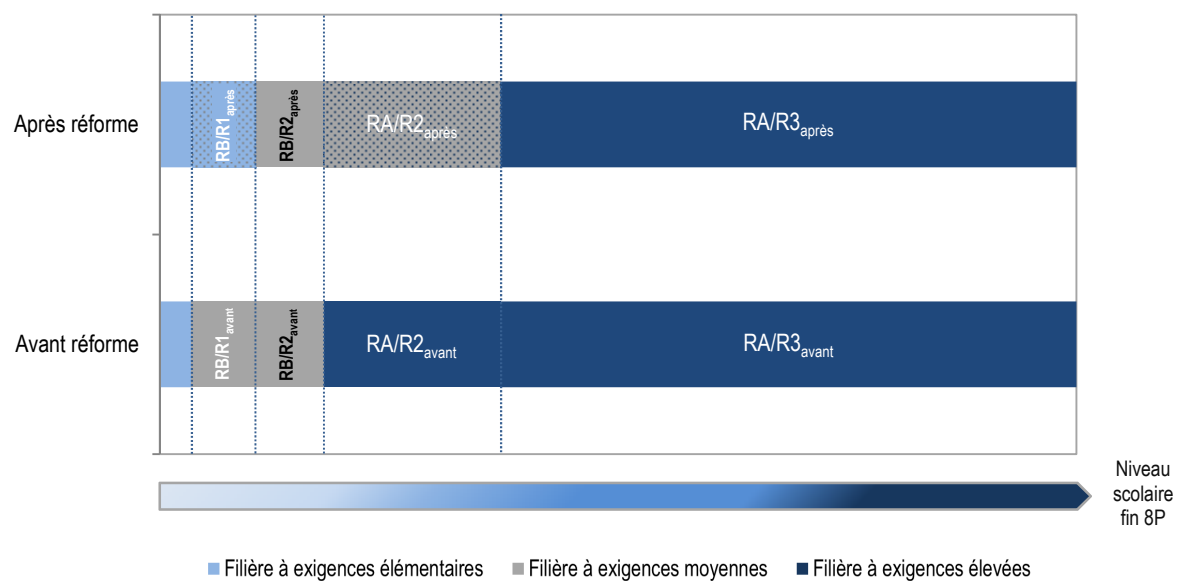 Après réforme
RB/R1après
RB/R2après
RA/R2après
RA/R3après
Avant réforme
RB/R1avant
RB/R2avant
RA/R2avant
RA/R3avant
Niveau
scolaire
fin 8P
Filière à exigences élémentaires
Filière à exigences moyennes
Filière à exigences élevées